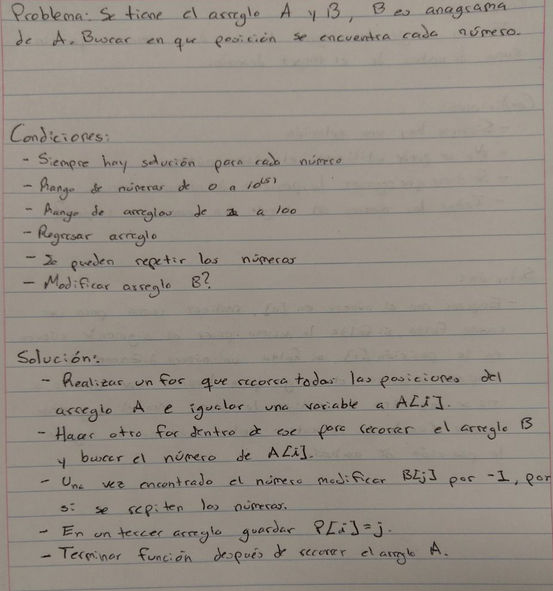 Problema: Se tiene el arreglo A y B, B es anagrama
de A. Buscar en que posición se encuentra cada número.
Condiciones:
- Siempre hay solución para cada número
- Rango de números de 0 a 10^(5)
- Rango de arreglos de 1 a 100
- Regresar arreglo
- Se pueden repetir los números
- Modificar arreglo B?
Solución:
- Realizar un for que recorra todas las posiciones del
arreglo A e igualar una variable a A[i].
- Hacer otro for dentro de ese para recorrer el arreglo B
y buscar el número de A[i].
- Una vez encontrado el número modificar B[j] por -1, por
si se repiten los números.
- En un tercer arreglo guardar P[i]=j.
- Terminar función después de recorrer el arreglo A.